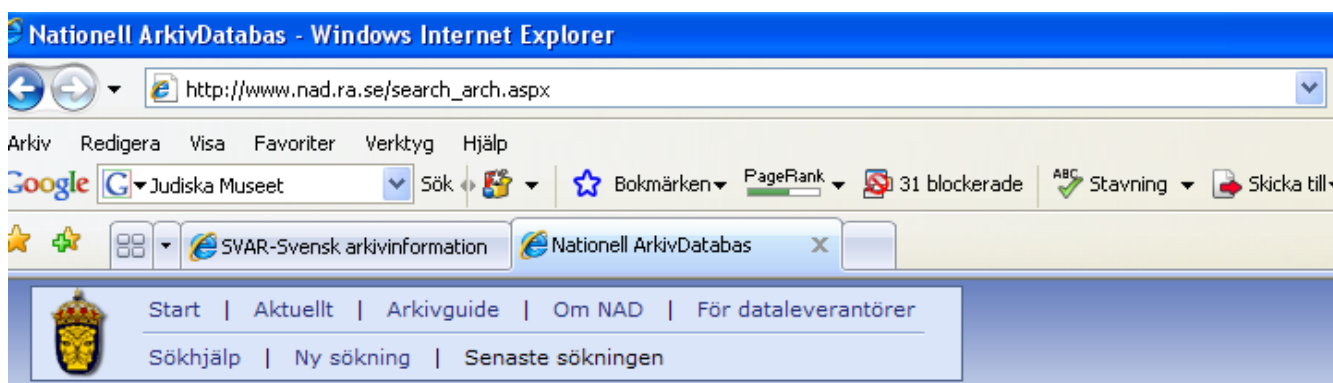 Nationell ArkivDatabas - Windows Internet Explorer
http://www.nad.ra.se/search_arch.aspx
Arkiv Redigera Visa Favoriter Verktyg Hjälp
Google G Judiska Museet Sök Bokmärken PageRank 31 blockerade ABC Stavning Skicka till
SVAR-Svensk arkivinformation Nationell ArkivDatabas X
Start | Aktuellt | Arkivguide | Om NAD | För dataleverantörer
Sökhjälp | Ny sökning | Senaste sökningen